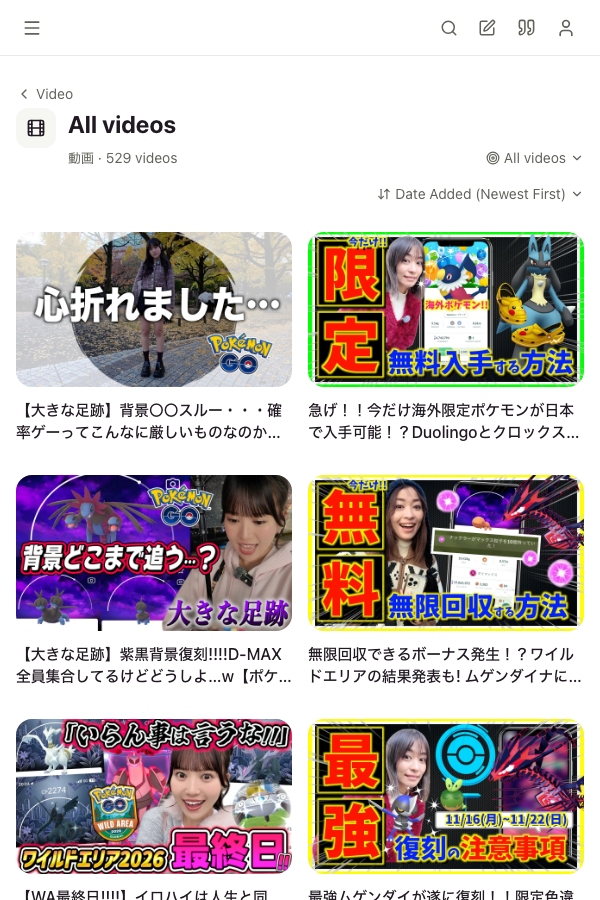 Video
All videos
動画 · 529 videos
All videos
Date Added (Newest First)
心折れました…
Pokémon
GO
【大きな足跡】背景〇〇スルー・・・確
率ゲーってこんなに厳しいものなのか...
今だけ!!
限定
海外ポケモン!!
無料入手する方法
急げ！！今だけ海外限定ポケモンが日本
で入手可能！？Duolingoとクロックス...
Pokémon
GO
背景どこまで追う…?
大きな足跡
【大きな足跡】紫黒背景復刻!!!!D-MAX
全員集合してるけどどうしよ...w【ポケ...
今だけ!!
無料
無限回収する方法
無限回収できるボーナス発生！？ワイル
ドエリアの結果発表も! ムゲンダイナに...
「いらん事は言うな!!」
CP2274
Pokémon
GO
WILD AREA
ワイルドエリア2026 最終日!!
【WA最終日!!!!】イロハイは人生と同
最強
11/16(月)~11/22(日)
復刻の注意事項
最強ムゲンダイが遂に復刻！！限定色違